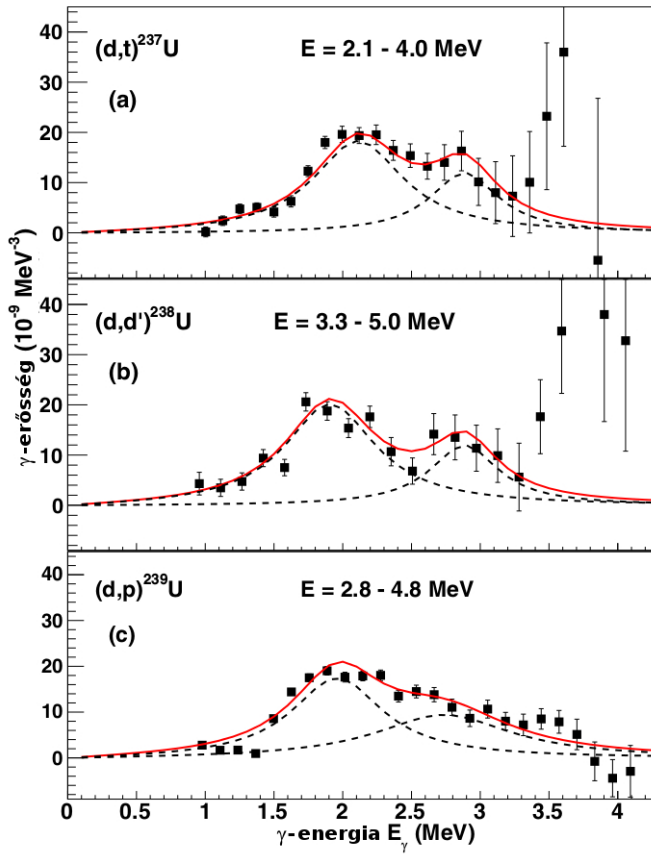 (d,t)²³⁷U E = 2.1 - 4.0 MeV
(a)
40
30
20
10
0
(d,d')²³⁸U E = 3.3 - 5.0 MeV
(b)
40
30
20
10
0
γ-erősség (10⁻⁹ MeV⁻³)
(d,p)²³⁹U E = 2.8 - 4.8 MeV
(c)
40
30
20
10
0
0 0.5 1 1.5 2 2.5 3 3.5 4
γ-energia Eγ (MeV)